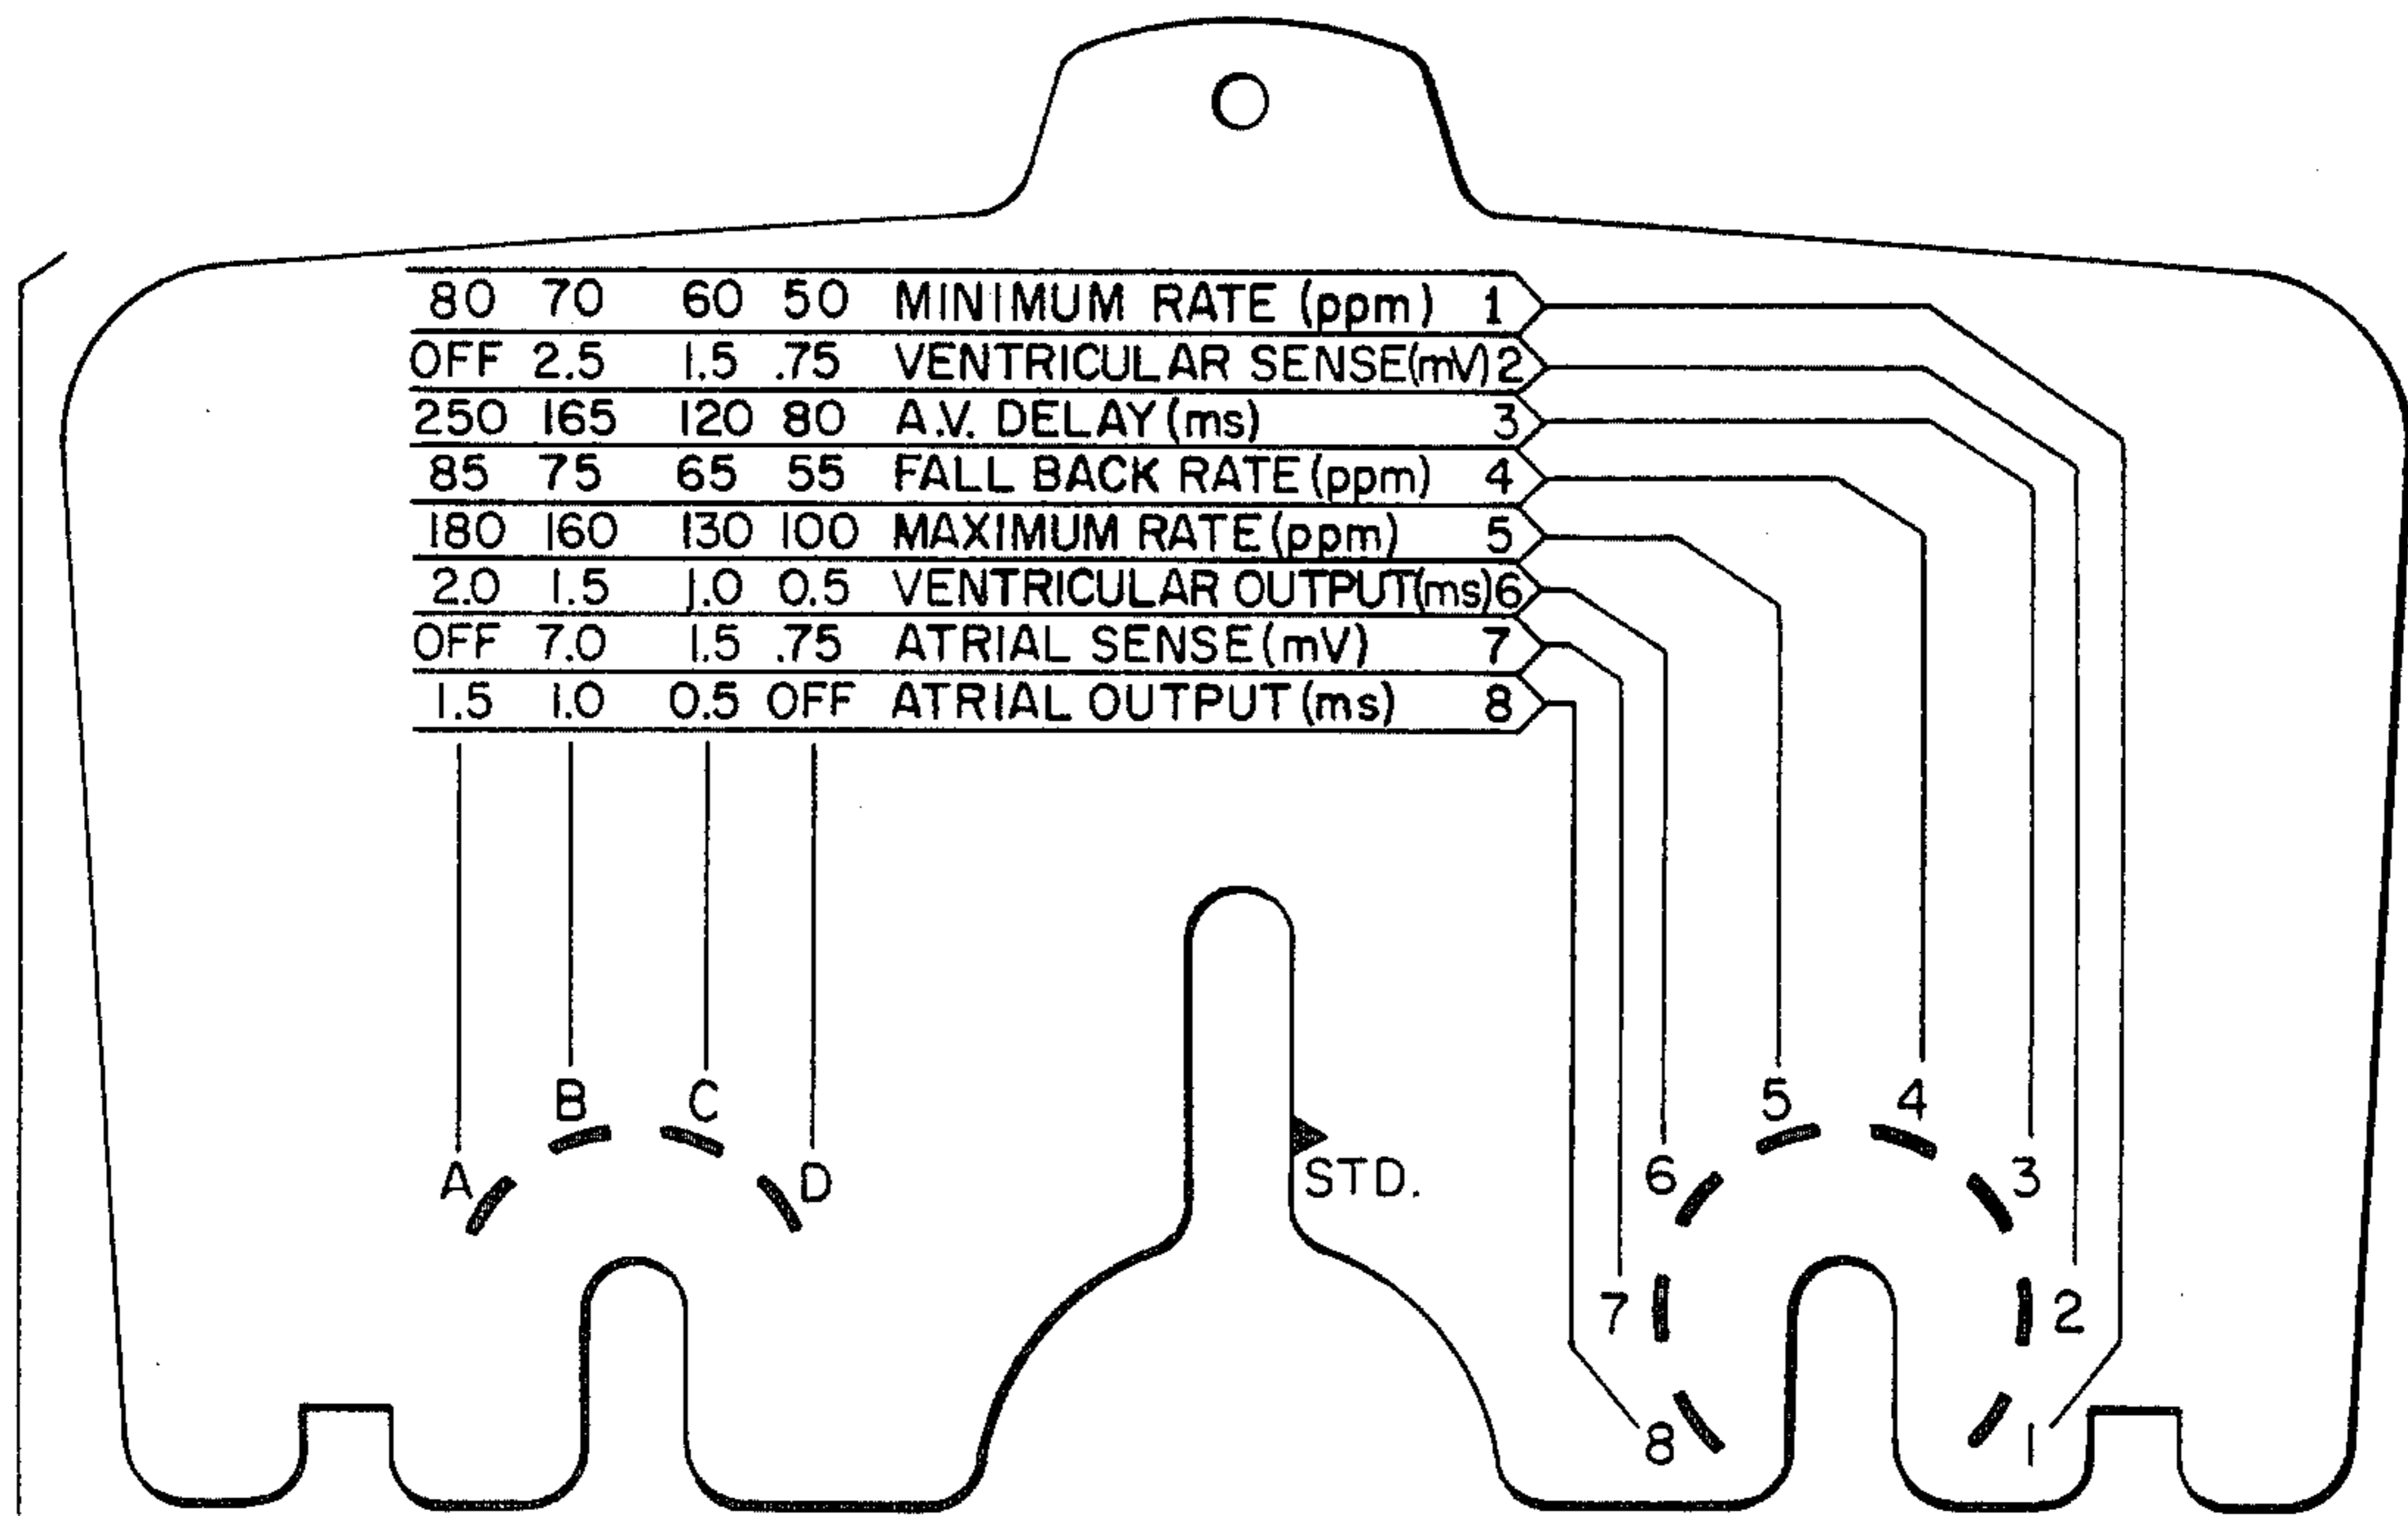 80 70 60 50 MINIMUM RATE (ppm) 1
OFF 2.5 1.5 .75 VENTRICULAR SENSE(mV) 2
250 165 120 80 A.V. DELAY (ms) 3
85 75 65 55 FALL BACK RATE (ppm) 4
180 160 130 100 MAXIMUM RATE (ppm) 5
2.0 1.5 1.0 0.5 VENTRICULAR OUTPUT(ms) 6
OFF 7.0 1.5 .75 ATRIAL SENSE (mV) 7
1.5 1.0 0.5 OFF ATRIAL OUTPUT (ms) 8
B C 5 4
A D STD. 6 3
7 2
8 1